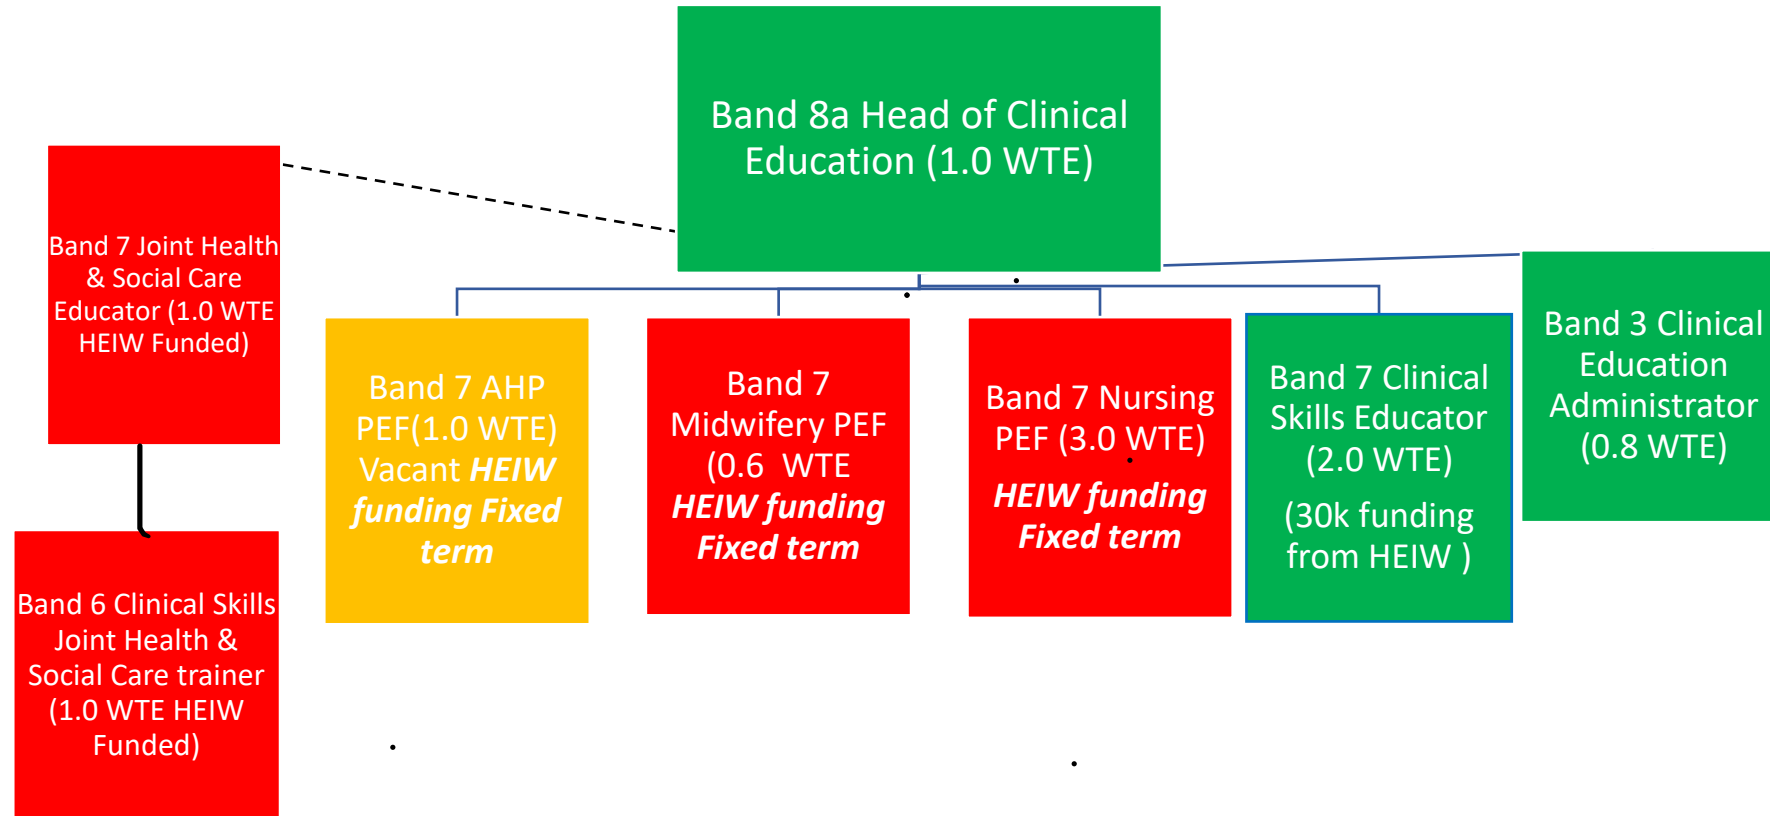 Band 8a Head of Clinical
Education (1.0 WTE)
Band 7 Joint Health
& Social Care
Educator (1.0 WTE
HEIW Funded)
Band 6 Clinical Skills
Joint Health &
Social Care trainer
(1.0 WTE HEIW
Funded)
Band 7 AHP
PEF(1.0 WTE)
Vacant HEIW
funding Fixed
term
Band 7
Midwifery PEF
(0.6 WTE
HEIW funding
Fixed term
Band 7 Nursing
PEF (3.0 WTE)
HEIW funding
Fixed term
Band 7 Clinical
Skills Educator
(2.0 WTE)
(30k funding
from HEIW )
Band 3 Clinical
Education
Administrator
(0.8 WTE)